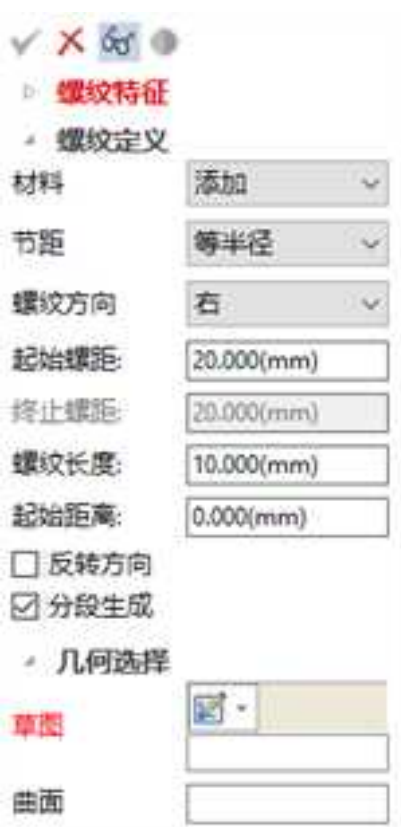 螺纹特征
螺纹定义
材料 添加
节距 等半径
螺纹方向 右
起始螺距: 20.000(mm)
终止螺距: 20.000(mm)
螺纹长度: 10.000(mm)
起始距离: 0.000(mm)
反转方向
分段生成
几何选择
草图
曲面